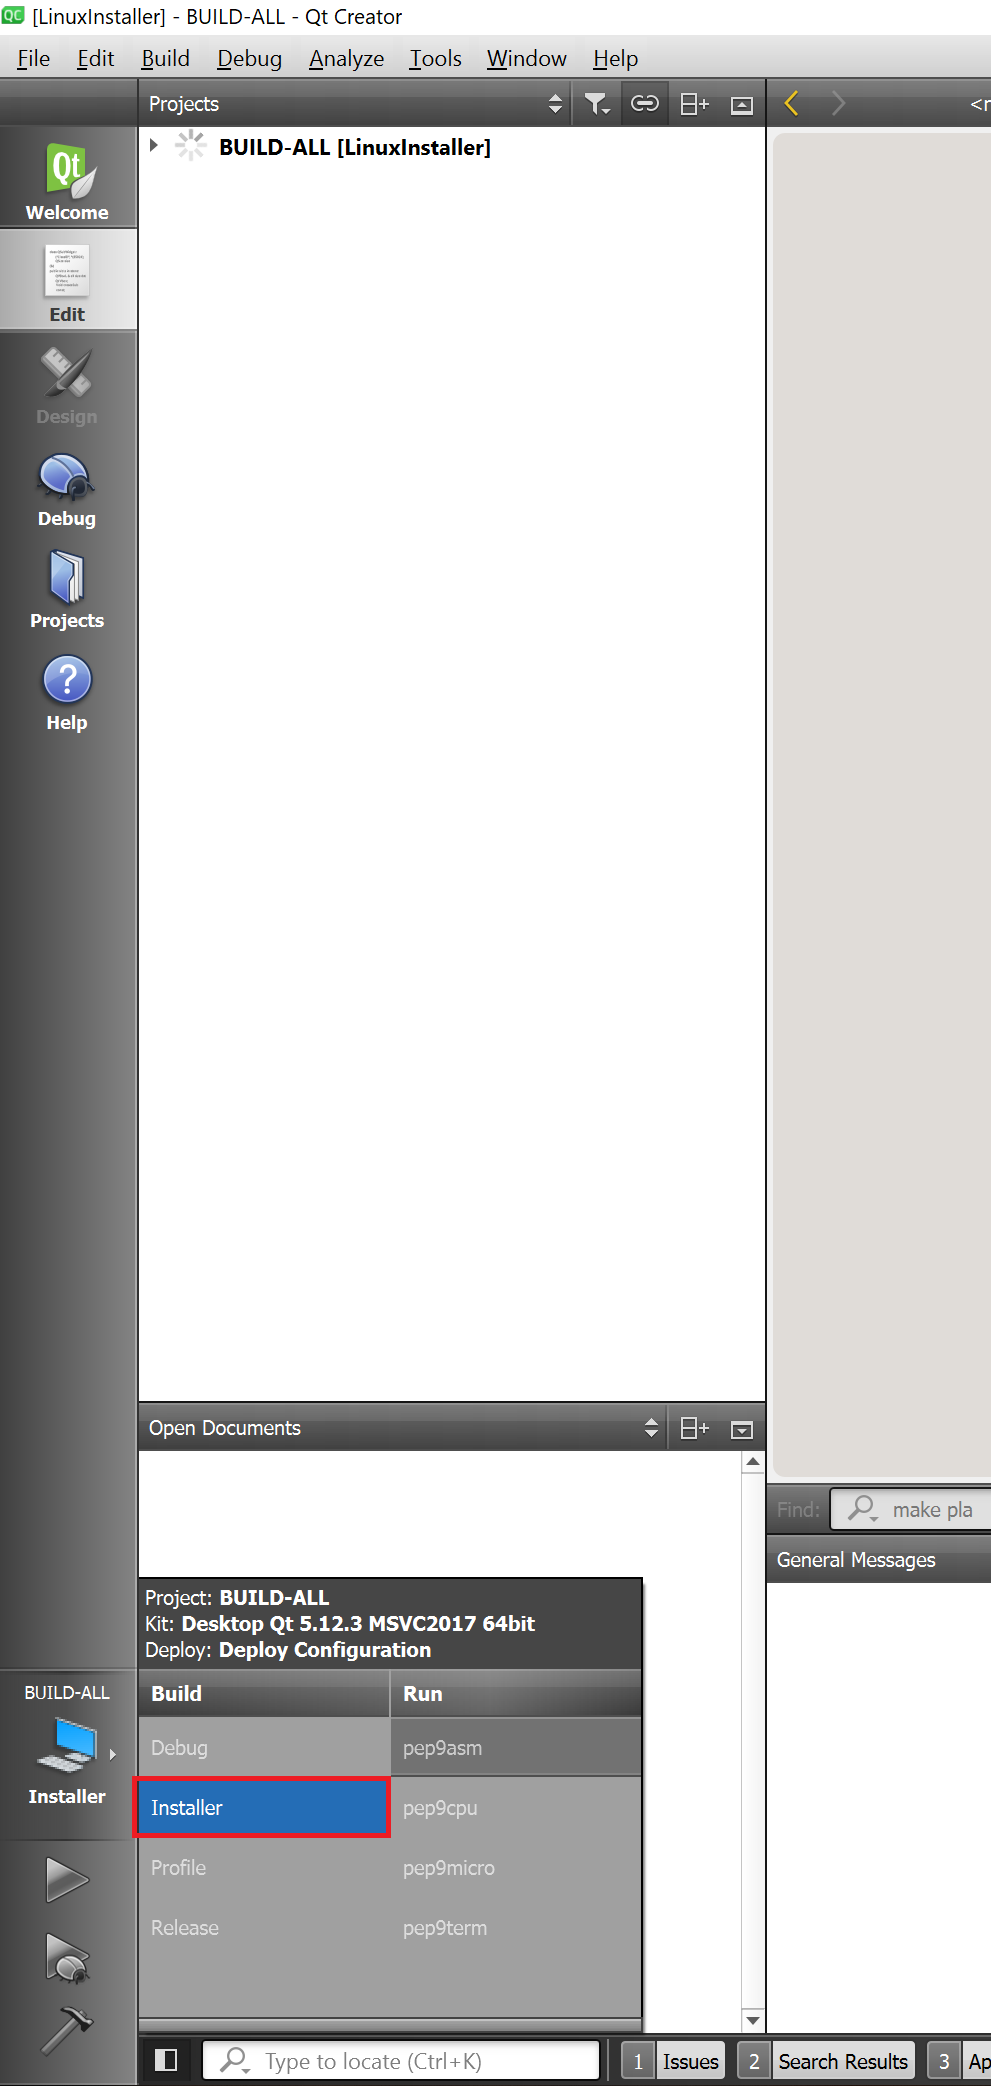 [LinuxInstaller] - BUILD-ALL - Qt Creator
File Edit Build Debug Analyze Tools Window Help
Projects
BUILD-ALL [LinuxInstaller]
Qt
Welcome
Edit
Design
Debug
Projects
?
Help
Open Documents
Find: make pla
General Messages
Project: BUILD-ALL
Kit: Desktop Qt 5.12.3 MSVC2017 64bit
Deploy: Deploy Configuration
BUILD-ALL
Installer
Build Run
Debug pep9asm
Installer pep9cpu
Profile pep9micro
Release pep9term
Type to locate (Ctrl+K) 1 Issues 2 Search Results 3 Ap